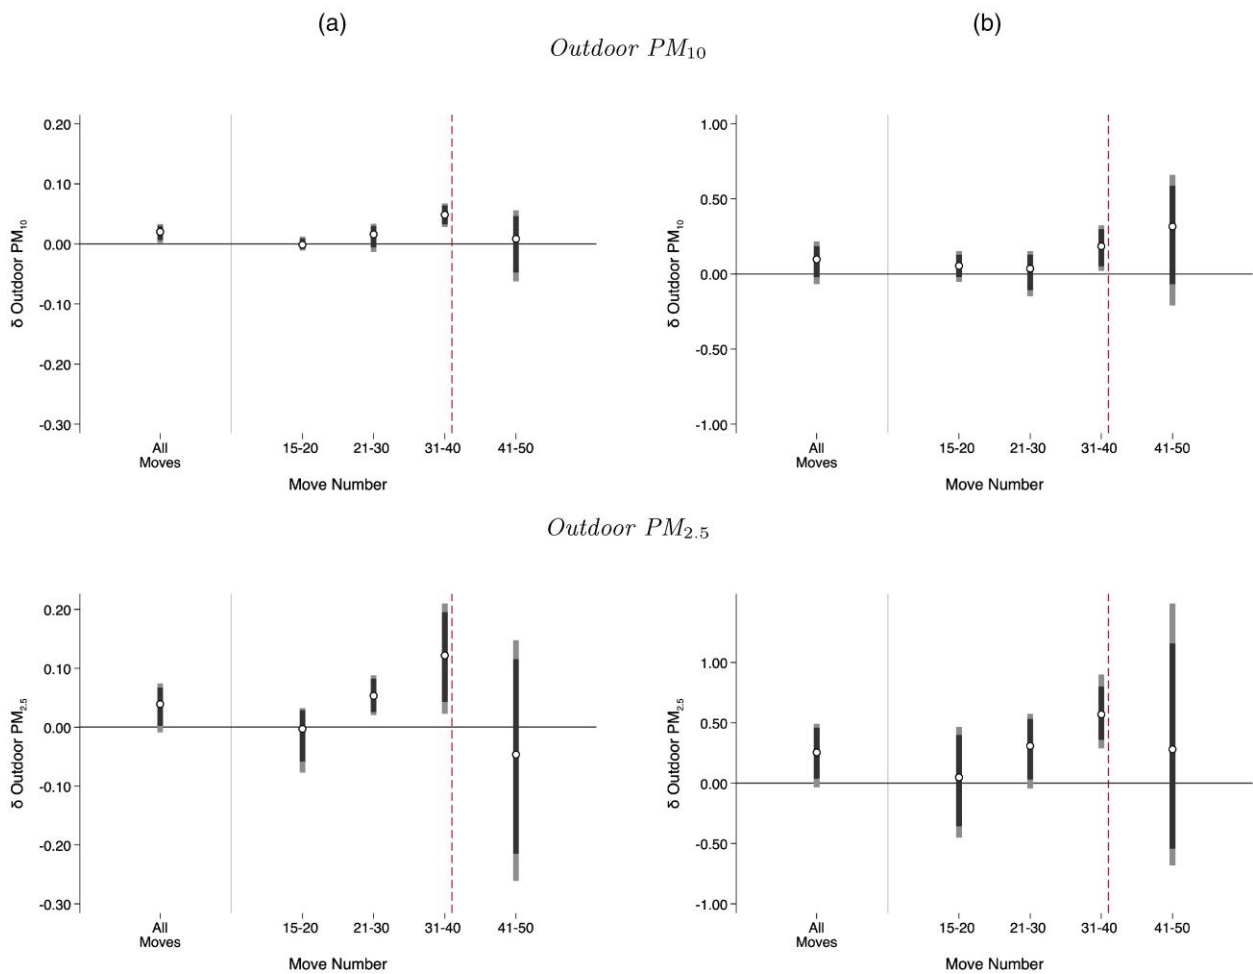 (a) (b)
Outdoor PM10
0.20 1.00
0.10 0.50
0.00 0.00
-0.10
-0.20 -0.50
-0.30 -1.00
δ Outdoor PM10 δ Outdoor PM10
All Moves 15-20 21-30 31-40 41-50 All Moves 15-20 21-30 31-40 41-50
Move Number Move Number
Outdoor PM2.5
0.20 1.00
0.10 0.50
0.00 0.00
-0.10
-0.20 -0.50
-0.30 -1.00
δ Outdoor PM2.5 δ Outdoor PM2.5
All Moves 15-20 21-30 31-40 41-50 All Moves 15-20 21-30 31-40 41-50
Move Number Move Number